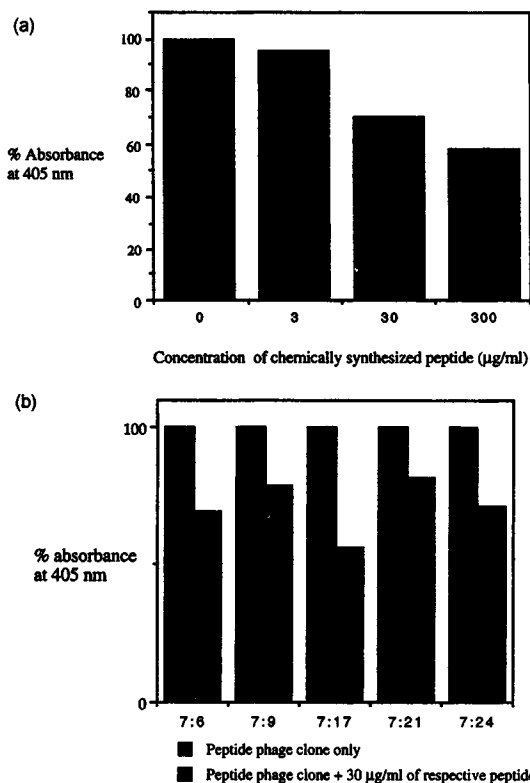 (a)
100
80
% Absorbance
at 405 nm
60
40
20
0
0 3 30 300
Concentration of chemically synthesized peptide (µg/ml)
(b)
100
% absorbance
at 405 nm
0
7:6 7:9 7:17 7:21 7:24
Peptide phage clone only
Peptide phage clone + 30 µg/ml of respective peptide